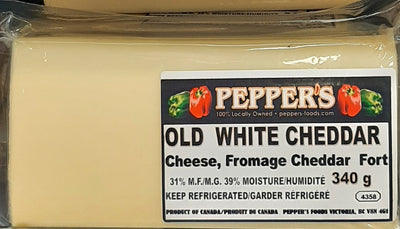 PEPPER'S
100% Locally Owned • peppers-foods.com
OLD WHITE CHEDDAR
Cheese, Fromage Cheddar Fort
31% M.F./M.G. 39% MOISTURE/HUMIDITÉ 340 g
KEEP REFRIGERATED/GARDER RÉFRIGÉRÉ 4358
PRODUCT OF CANADA/PRODUIT DU CANADA PEPPER'S FOODS VICTORIA, BC V8N 4G1